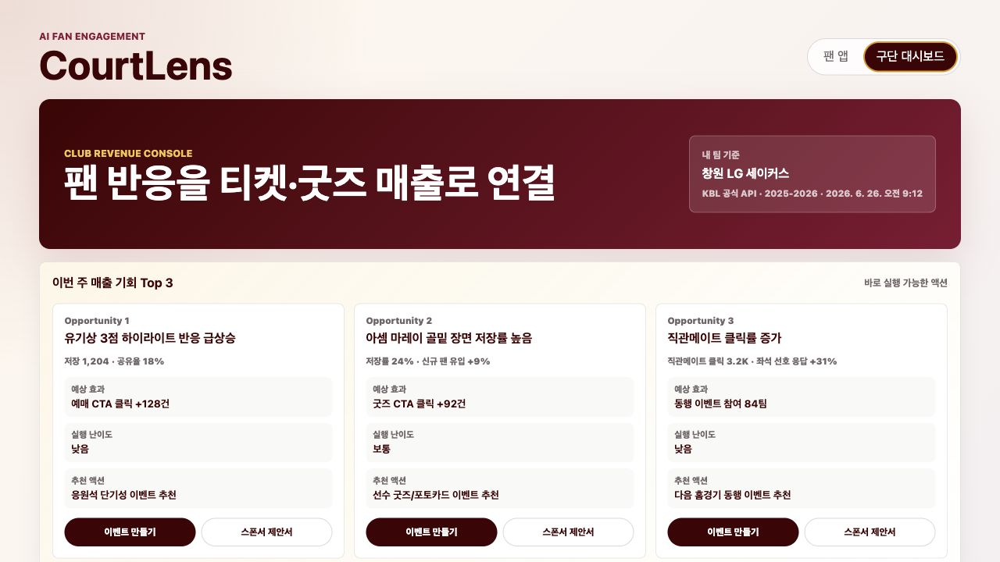 AI FAN ENGAGEMENT
CourtLens
팬 앱
구단 대시보드
CLUB REVENUE CONSOLE
팬 반응을 티켓·굿즈 매출로 연결
내 팀 기준
창원 LG 세이커스
KBL 공식 API · 2025-2026 · 2026. 6. 26. 오전 9:12
이번 주 매출 기회 Top 3
바로 실행 가능한 액션
Opportunity 1
유기상 3점 하이라이트 반응 급상승
저장 1,204 · 공유율 18%
예상 효과
예매 CTA 클릭 +128건
실행 난이도
낮음
추천 액션
응원석 단기성 이벤트 추천
이벤트 만들기
스폰서 제안서
Opportunity 2
아셈 마레이 골밑 장면 저장률 높음
저장률 24% · 신규 팬 유입 +9%
예상 효과
굿즈 CTA 클릭 +92건
실행 난이도
보통
추천 액션
선수 굿즈/포토카드 이벤트 추천
이벤트 만들기
스폰서 제안서
Opportunity 3
직관메이트 클릭률 증가
직관메이트 클릭 3.2K · 좌석 선호 응답 +31%
예상 효과
동행 이벤트 참여 84팀
실행 난이도
낮음
추천 액션
다음 홈경기 동행 이벤트 추천
이벤트 만들기
스폰서 제안서